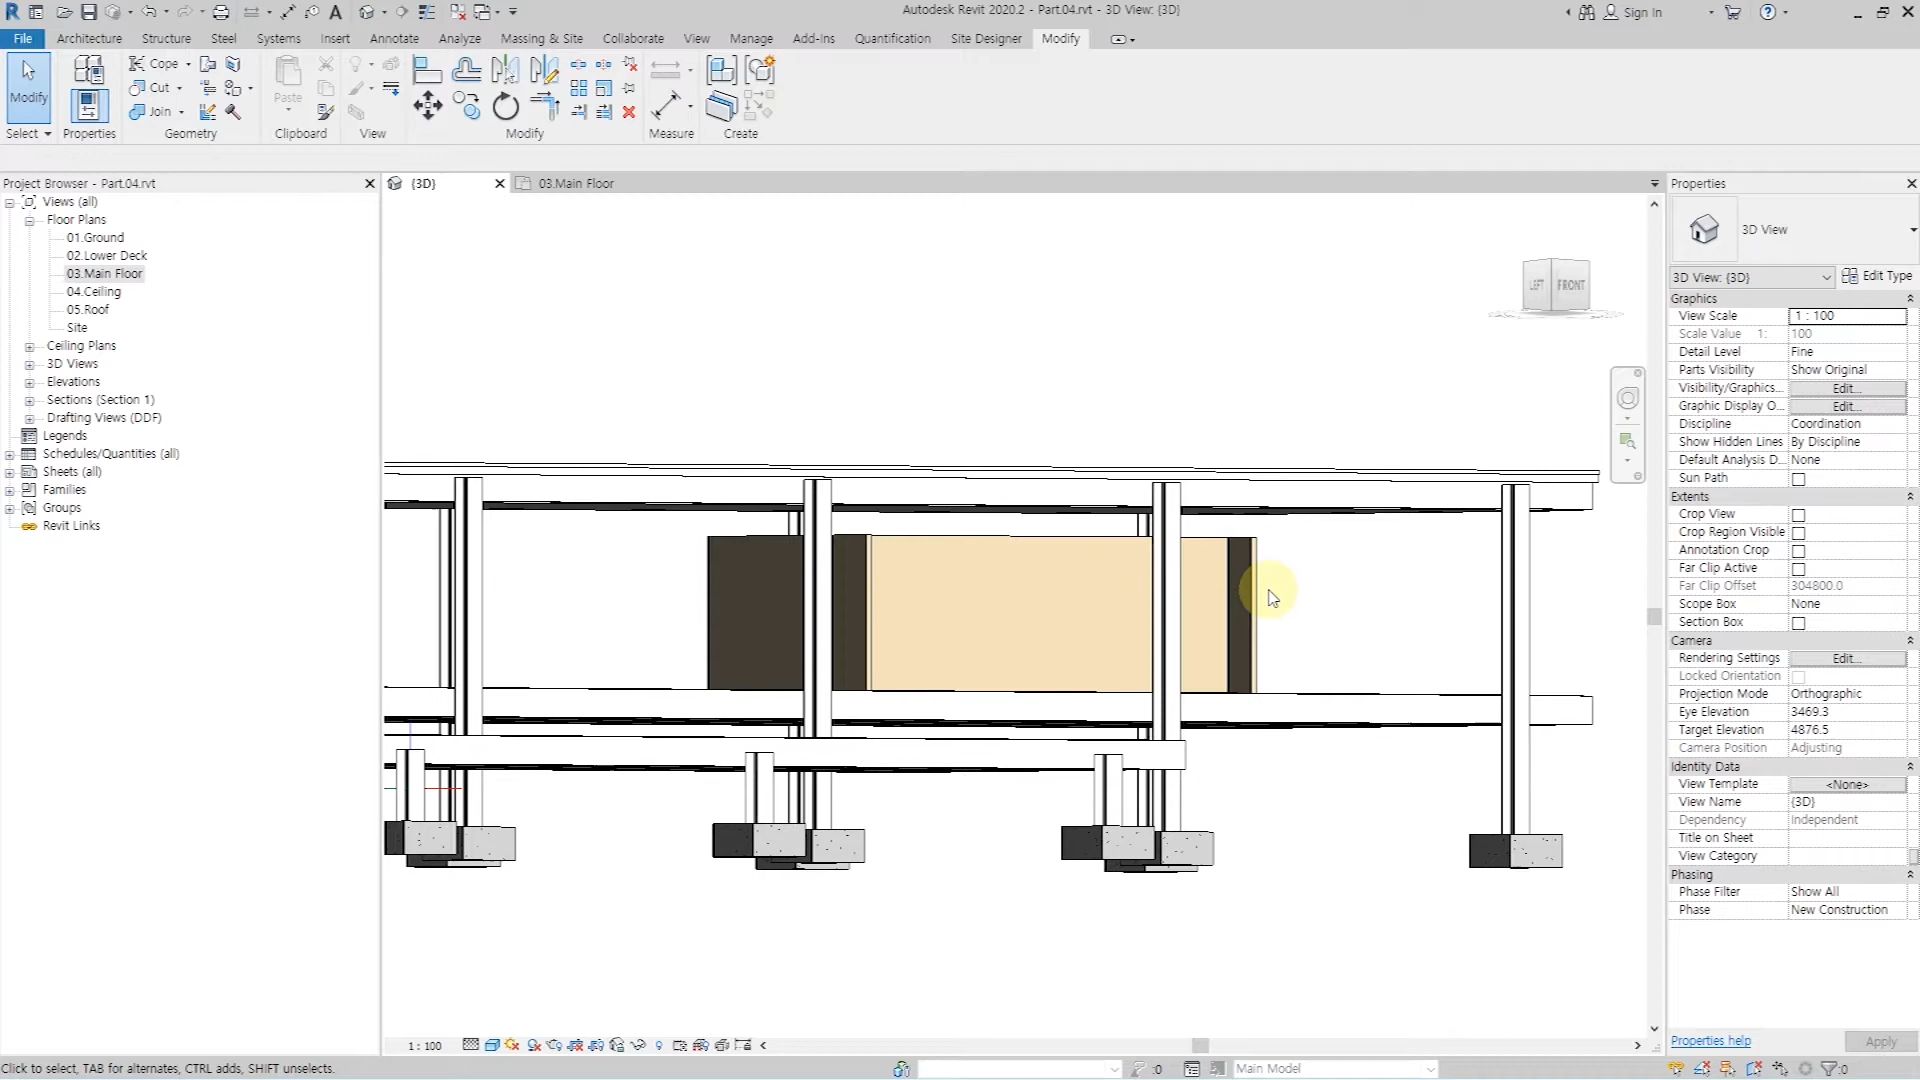 Autodesk Revit 2020.2 - Part.04.rvt - 3D View: {3D}
Sign In
File Architecture Structure Steel Systems Insert Annotate Analyze Massing & Site Collaborate View Manage Add-Ins Quantification Site Designer Modify
Modify
Cope
Cut
Join
Paste
Select Properties Geometry Clipboard View Modify Measure Create
Project Browser - Part.04.rvt
{3D}
03.Main Floor
Properties
Views (all)
Floor Plans
01.Ground
02.Lower Deck
03.Main Floor
04.Ceiling
05.Roof
Site
Ceiling Plans
3D Views
Elevations
Sections (Section 1)
Drafting Views (DDF)
Legends
Schedules/Quantities (all)
Sheets (all)
Families
Groups
Revit Links
LEFT FRONT
3D View
3D View: {3D} Edit Type
Graphics
View Scale 1 : 100
Scale Value 1: 100
Detail Level Fine
Parts Visibility Show Original
Visibility/Graphics... Edit...
Graphic Display O... Edit...
Discipline Coordination
Show Hidden Lines By Discipline
Default Analysis D... None
Sun Path
Extents
Crop View
Crop Region Visible
Annotation Crop
Far Clip Active
Far Clip Offset 304800.0
Scope Box None
Section Box
Camera
Rendering Settings Edit...
Locked Orientation
Projection Mode Orthographic
Eye Elevation 3469.3
Target Elevation 4876.5
Camera Position Adjusting
Identity Data
View Template <None>
View Name {3D}
Dependency Independent
Title on Sheet
View Category
Phasing
Phase Filter Show All
Phase New Construction
Properties help Apply
1 : 100
Click to select, TAB for alternates, CTRL adds, SHIFT unselects.
:0
Main Model
:0